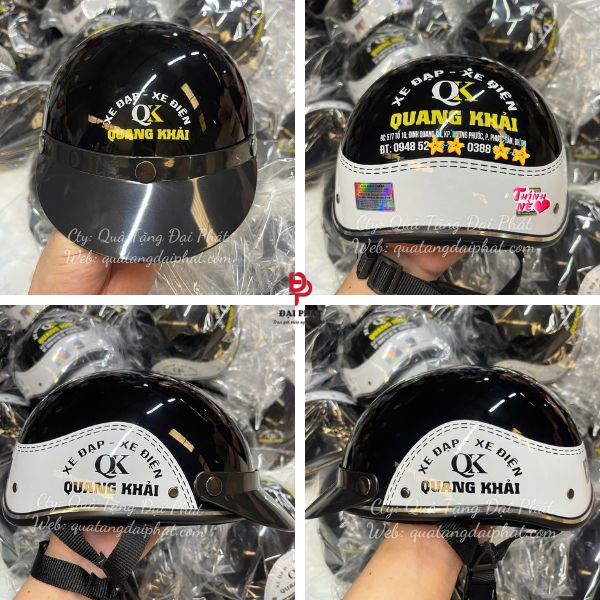 XE ĐẠP - XE ĐIỆN
QK
QUANG KHẢI
Cty: Quà Tặng Đại Phát
Web: quatangdaiphat.com
XE ĐẠP - XE ĐIỆN
QK
QUANG KHẢI
ĐT: 0948 52 0388
THỊNH
NÈ
Cty: Quà Tặng Đại Phát
Web: quatangdaiphat.com
ĐẠI PHÁT
XE ĐẠP - XE ĐIỆN
QK
QUANG KHẢI
Cty: Quà Tặng Đại Phát
Web: quatangdaiphat.com
XE ĐẠP - XE ĐIỆN
QK
QUANG KHẢI
Cty: Quà Tặng Đại Phát
Web: quatangdaiphat.com